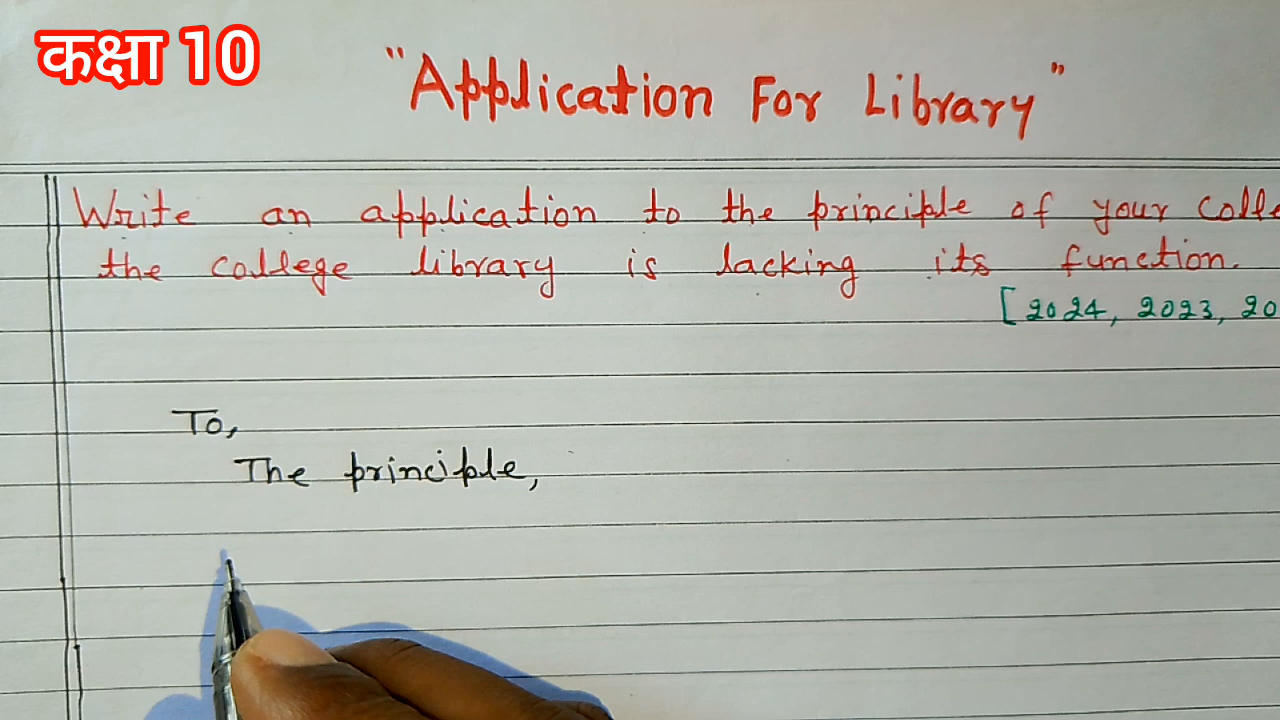 कक्षा 10
"Application For Library"
Write an application to the principle of your
the college library is lacking its function.
[2024, 2023,
To,
The principle,